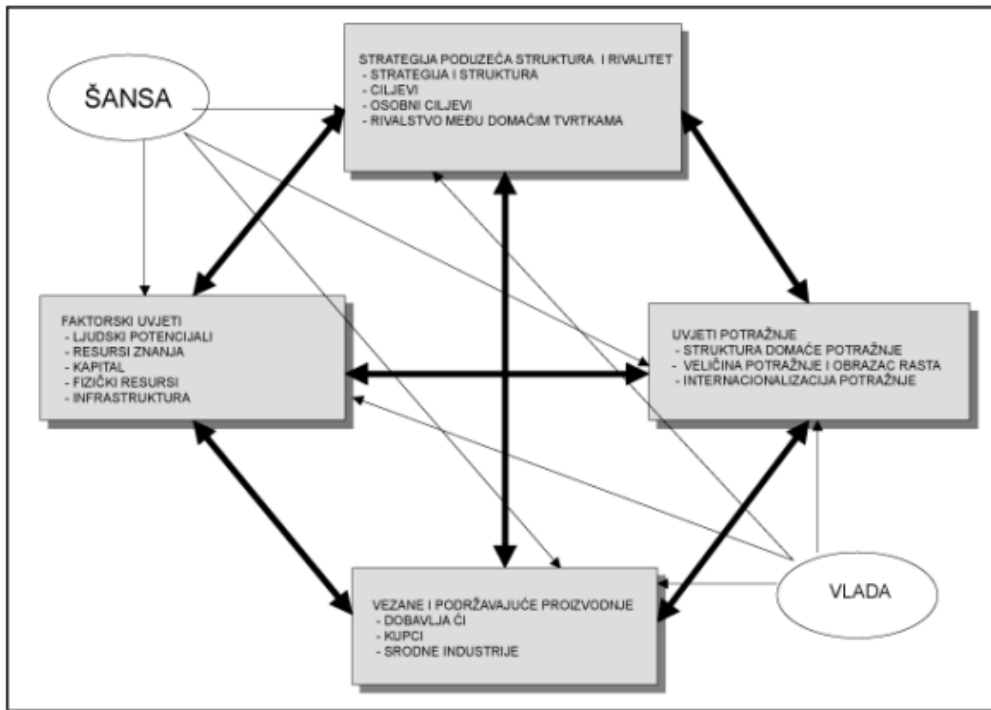 STRATEGIJA PODUZEĆA STRUKTURA I RIVALITET
- STRATEGIJA I STRUKTURA
- CILJEVI
- OSOBNI CILJEVI
- RIVALSTVO MEĐU DOMAĆIM TVRTKAMA
ŠANSA
FAKTORSKI UVJETI
- LJUDSKI POTENCIJALI
- RESURSI ZNANJA
- KAPITAL
- FIZIČKI RESURSI
- INFRASTRUKTURA
UVJETI POTRAŽNJE
- STRUKTURA DOMAĆE POTRAŽNJE
- VELIČINA POTRAŽNJE I OBRAZAC RASTA
- INTERNACIONALIZACIJA POTRAŽNJE
VEZANE I PODRŽAVAJUĆE PROIZVODNJE
- DOBAVLJA ĆI
- KUPCI
- SRODNE INDUSTRIJE
VLADA